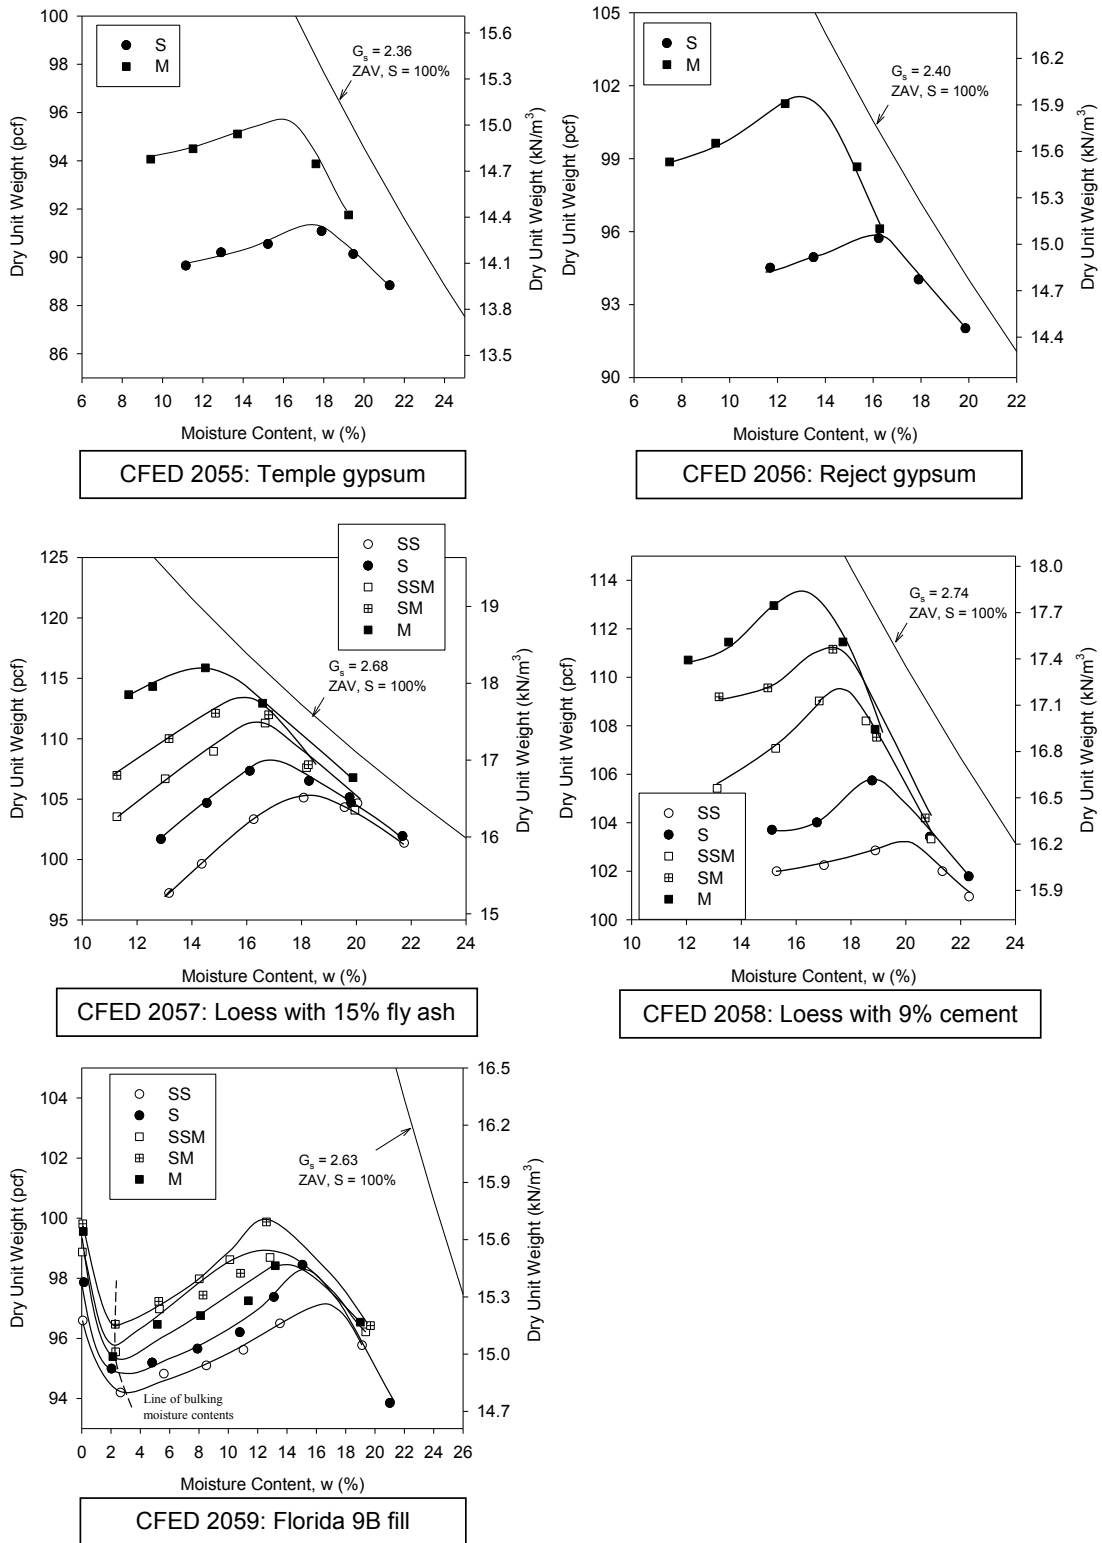 100
98
96
94
92
91
90
88
86
Dry Unit Weight (pcf)
S
M
Gs = 2.36
ZAV, S = 100%
15.6
15.3
15.0
14.7
14.4
14.1
13.8
13.5
Dry Unit Weight (kN/m3)
6 8 10 12 14 16 18 20 22 24
Moisture Content, w (%)
CFED 2055: Temple gypsum
105
102
99
96
93
90
Dry Unit Weight (pcf)
S
M
Gs = 2.40
ZAV, S = 100%
16.2
15.9
15.6
15.3
15.0
14.7
14.4
Dry Unit Weight (kN/m3)
6 8 10 12 14 16 18 20 22
Moisture Content, w (%)
CFED 2056: Reject gypsum
125
120
115
110
105
100
95
Dry Unit Weight (pcf)
SS
S
SSM
SM
M
Gs = 2.68
ZAV, S = 100%
19
18
17
16
15
Dry Unit Weight (kN/m3)
10 12 14 16 18 20 22 24
Moisture Content, w (%)
CFED 2057: Loess with 15% fly ash
114
112
111
108
106
104
102
100
Dry Unit Weight (pcf)
Gs = 2.74
ZAV, S = 100%
SS
S
SSM
SM
M
18.0
17.7
17.4
17.1
16.8
16.5
16.2
15.9
Dry Unit Weight (kN/m3)
10 12 14 16 18 20 22 24
Moisture Content, w (%)
CFED 2058: Loess with 9% cement
104
102
100
98
96
94
Dry Unit Weight (pcf)
SS
S
SSM
SM
M
Gs = 2.63
ZAV, S = 100%
Line of bulking
moisture contents
16.5
16.2
15.9
15.6
15.3
15.0
14.7
Dry Unit Weight (kN/m3)
0 2 4 6 8 10 12 14 16 18 20 22 24 26
Moisture Content, w (%)
CFED 2059: Florida 9B fill